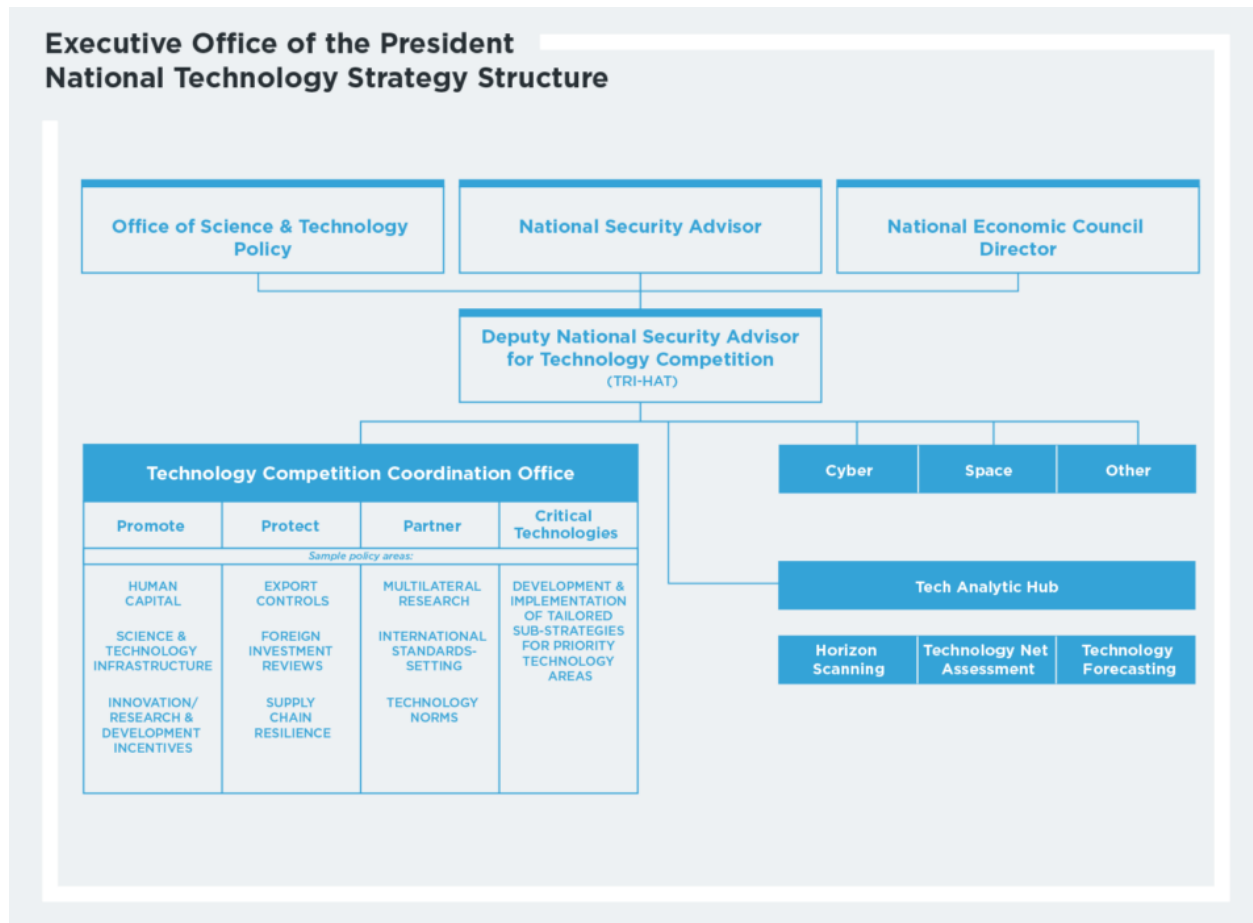 Executive Office of the President
National Technology Strategy Structure
Office of Science & Technology
Policy
National Security Advisor
National Economic Council
Director
Deputy National Security Advisor
for Technology Competition
(TRI-HAT)
Technology Competition Coordination Office
Promote
Protect
Partner
Critical
Technologies
Sample policy areas:
HUMAN
CAPITAL
SCIENCE &
TECHNOLOGY
INFRASTRUCTURE
INNOVATION/
RESEARCH &
DEVELOPMENT
INCENTIVES
EXPORT
CONTROLS
FOREIGN
INVESTMENT
REVIEWS
SUPPLY
CHAIN
RESILIENCE
MULTILATERAL
RESEARCH
INTERNATIONAL
STANDARDS-
SETTING
TECHNOLOGY
NORMS
DEVELOPMENT &
IMPLEMENTATION
OF TAILORED
SUB-STRATEGIES
FOR PRIORITY
TECHNOLOGY
AREAS
Cyber
Space
Other
Tech Analytic Hub
Horizon
Scanning
Technology Net
Assessment
Technology
Forecasting